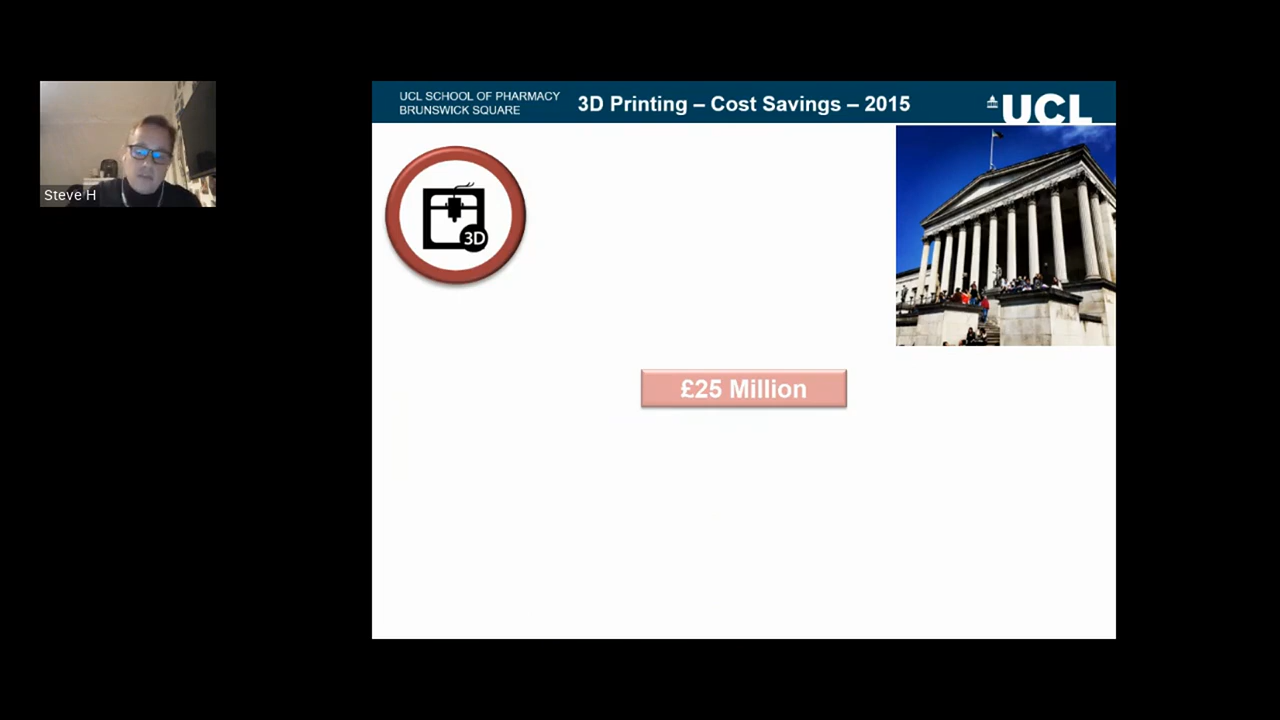 Steve H
UCL SCHOOL OF PHARMACY
BRUNSWICK SQUARE
3D Printing – Cost Savings – 2015
UCL
3D
£25 Million